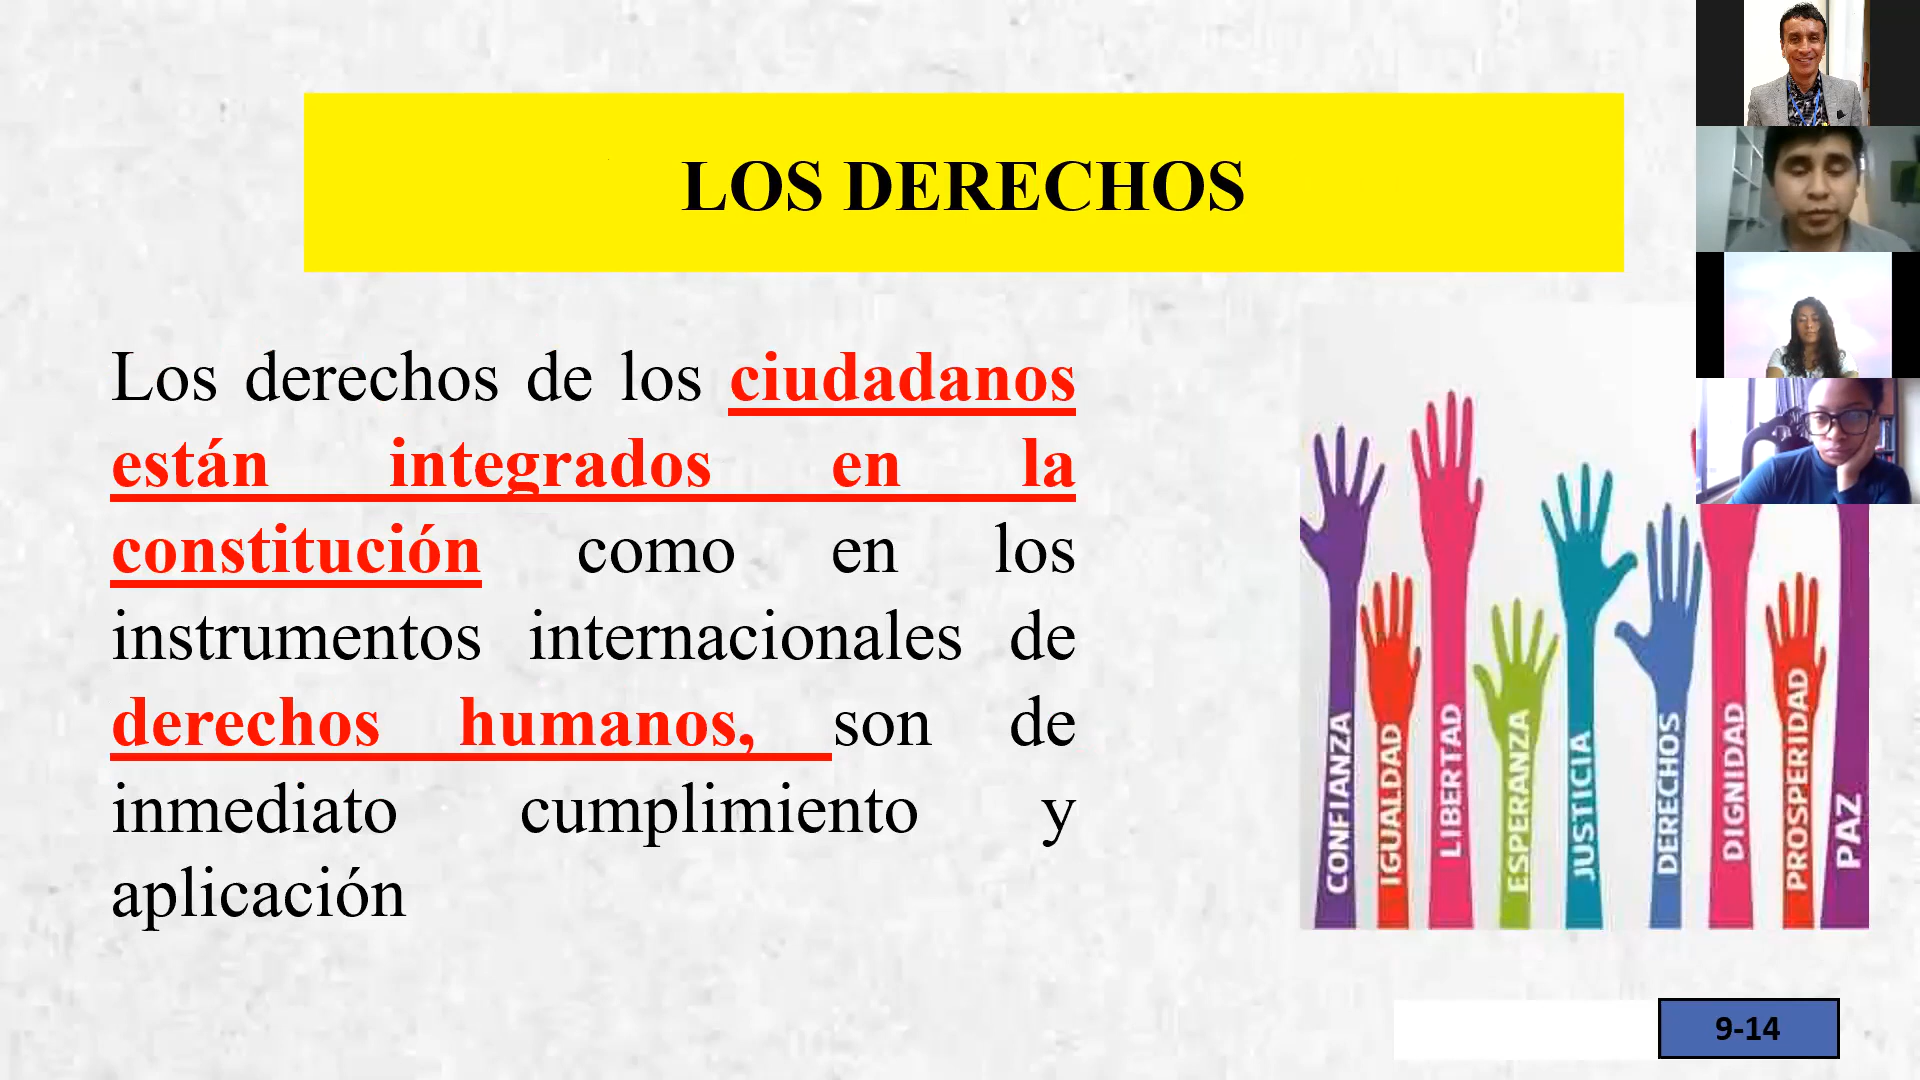 LOS DERECHOS
Los derechos de los ciudadanos
están integrados en la
constitución como en los
instrumentos internacionales de
derechos humanos, son de
inmediato cumplimiento y
aplicación
CONFIANZA
IGUALDAD
LIBERTAD
ESPERANZA
JUSTICIA
DERECHOS
DIGNIDAD
PROSPERIDAD
PAZ
9-14